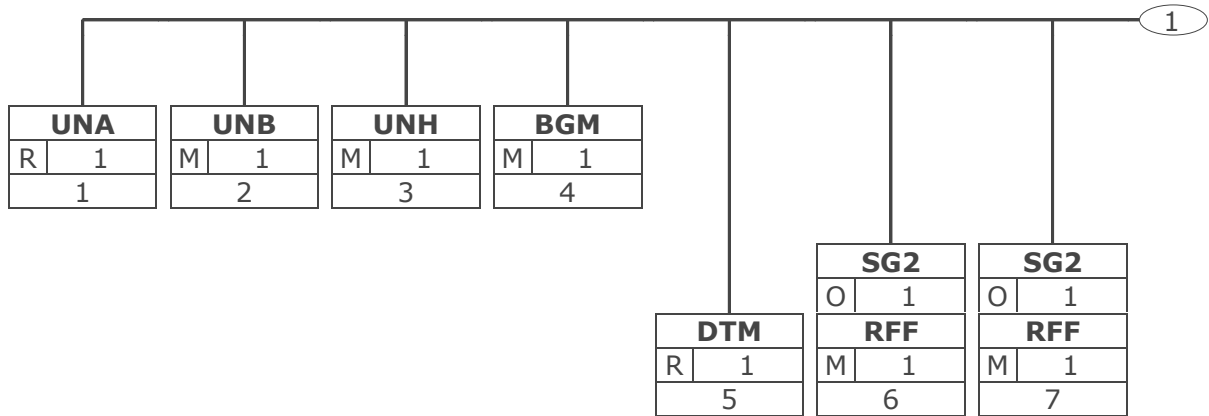 1
UNA UNB UNH BGM
R 1 M 1 M 1 M 1
1 2 3 4
SG2 SG2
O 1 O 1
DTM RFF RFF
R 1 M 1 M 1
5 6 7